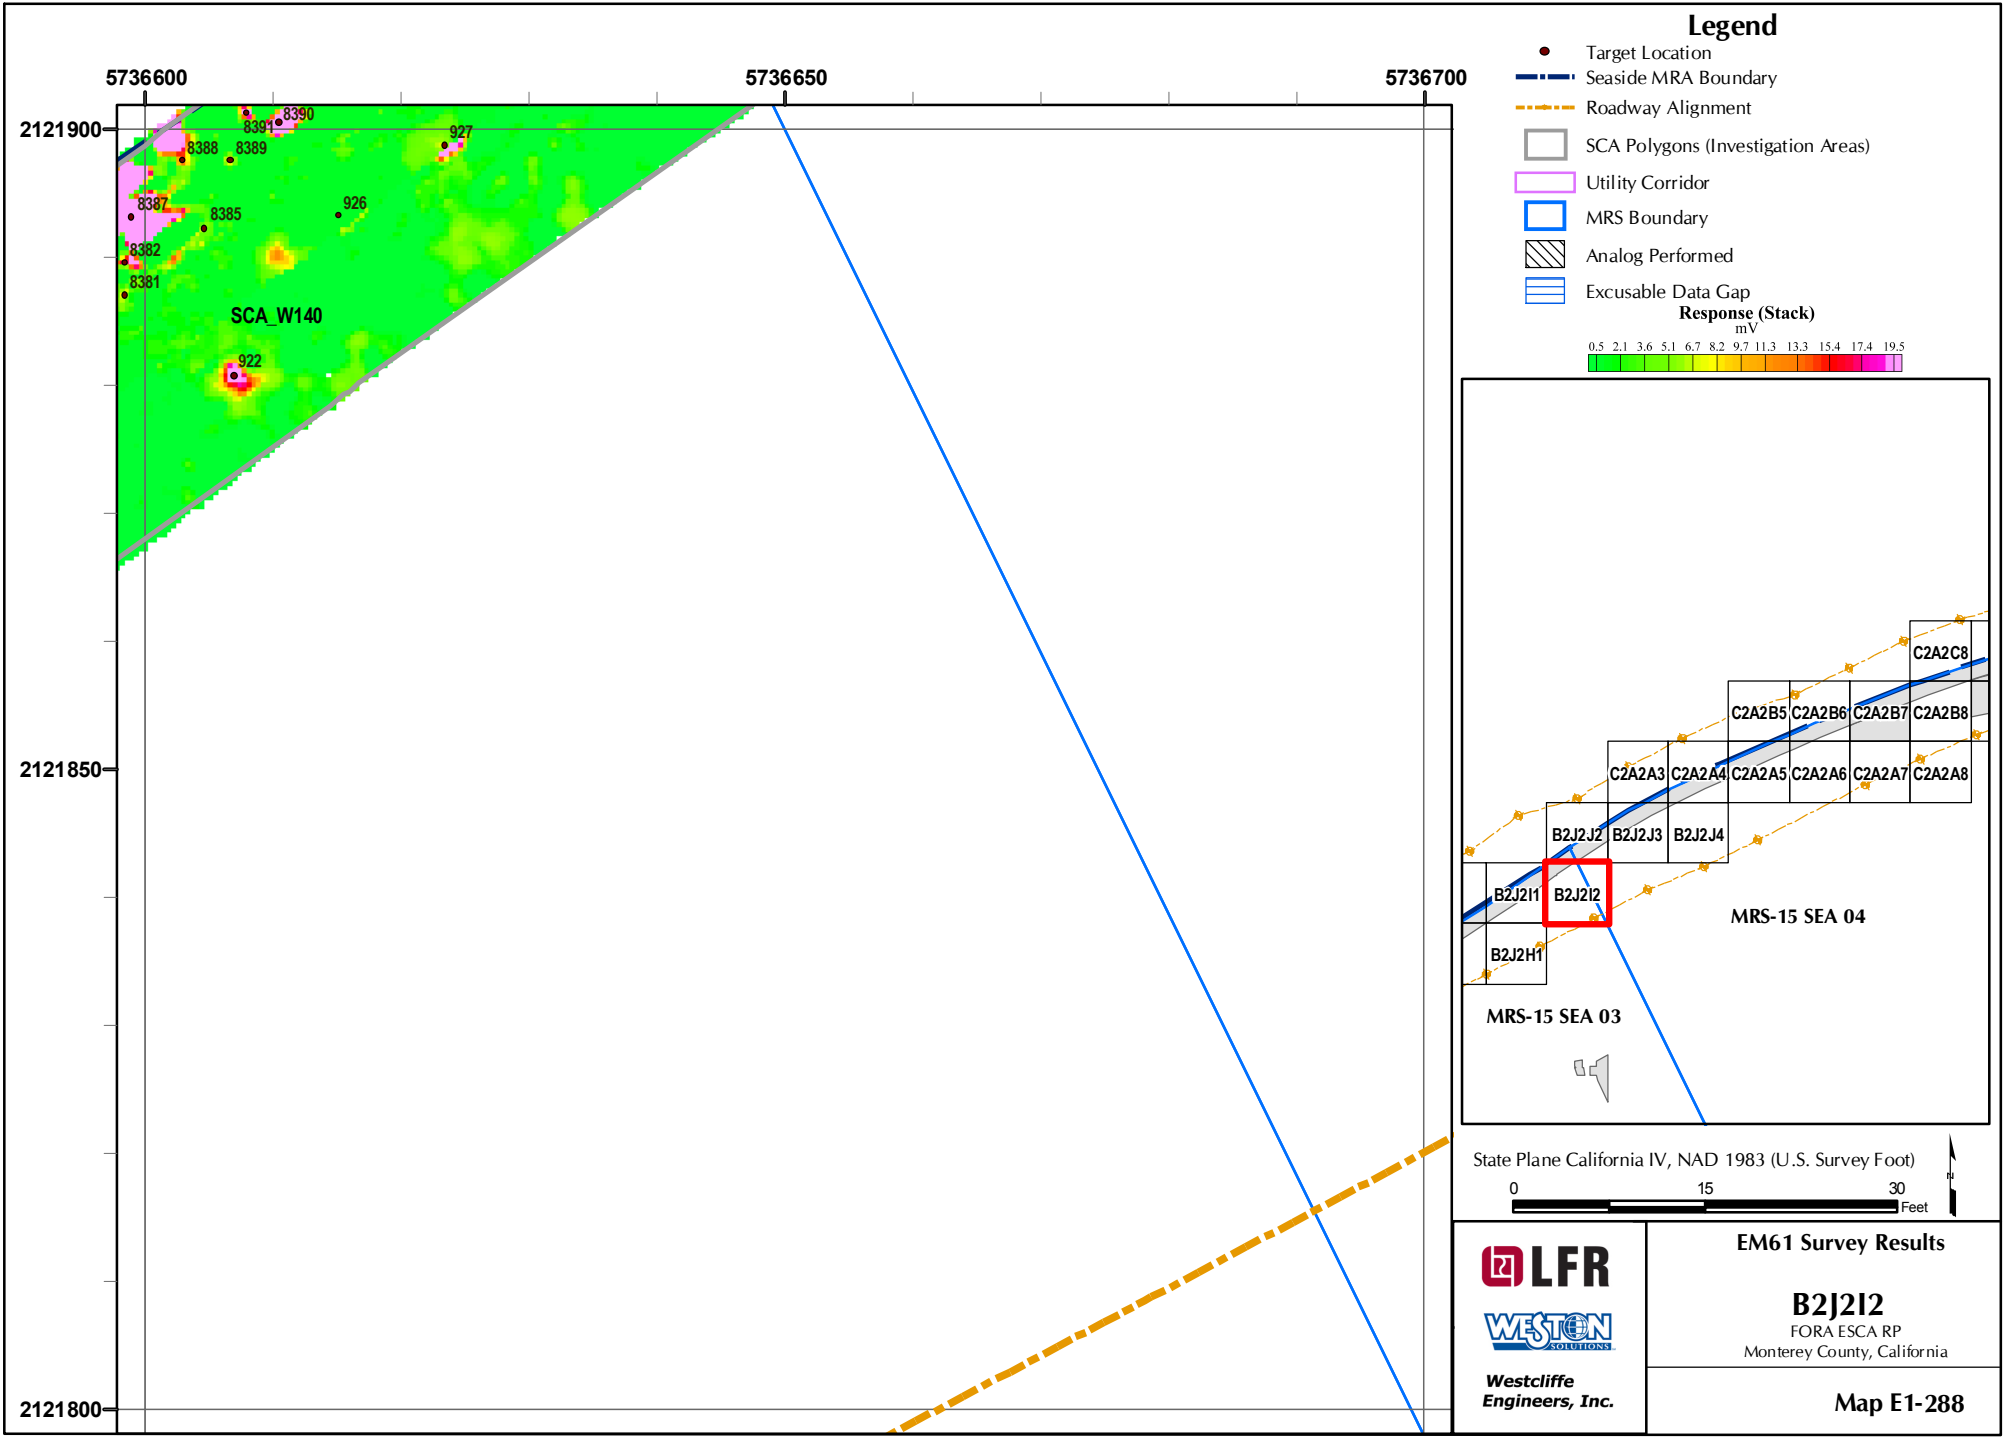 5736600
5736650
5736700
2121900
2121850
2121800
8390
8391
8388
8389
927
8387
8385
926
8382
8381
SCA_W140
922
Legend
Target Location
Seaside MRA Boundary
Roadway Alignment
SCA Polygons (Investigation Areas)
Utility Corridor
MRS Boundary
Analog Performed
Excusable Data Gap
Response (Stack)
mV
0.5 2.1 3.6 5.1 6.7 8.2 9.7 11.3 13.3 15.4 17.4 19.5
C2A2C8
C2A2B5 C2A2B6 C2A2B7 C2A2B8
C2A2A3 C2A2A4 C2A2A5 C2A2A6 C2A2A7 C2A2A8
B2J2J2 B2J2J3 B2J2J4
B2J2I1 B2J2I2
MRS-15 SEA 04
B2J2H1
MRS-15 SEA 03
State Plane California IV, NAD 1983 (U.S. Survey Foot)
0 15 30
Feet
N
LFR
WESTON
SOLUTIONS
Westcliffe
Engineers, Inc.
EM61 Survey Results
B2J2I2
FORA ESCA RP
Monterey County, California
Map E1-288